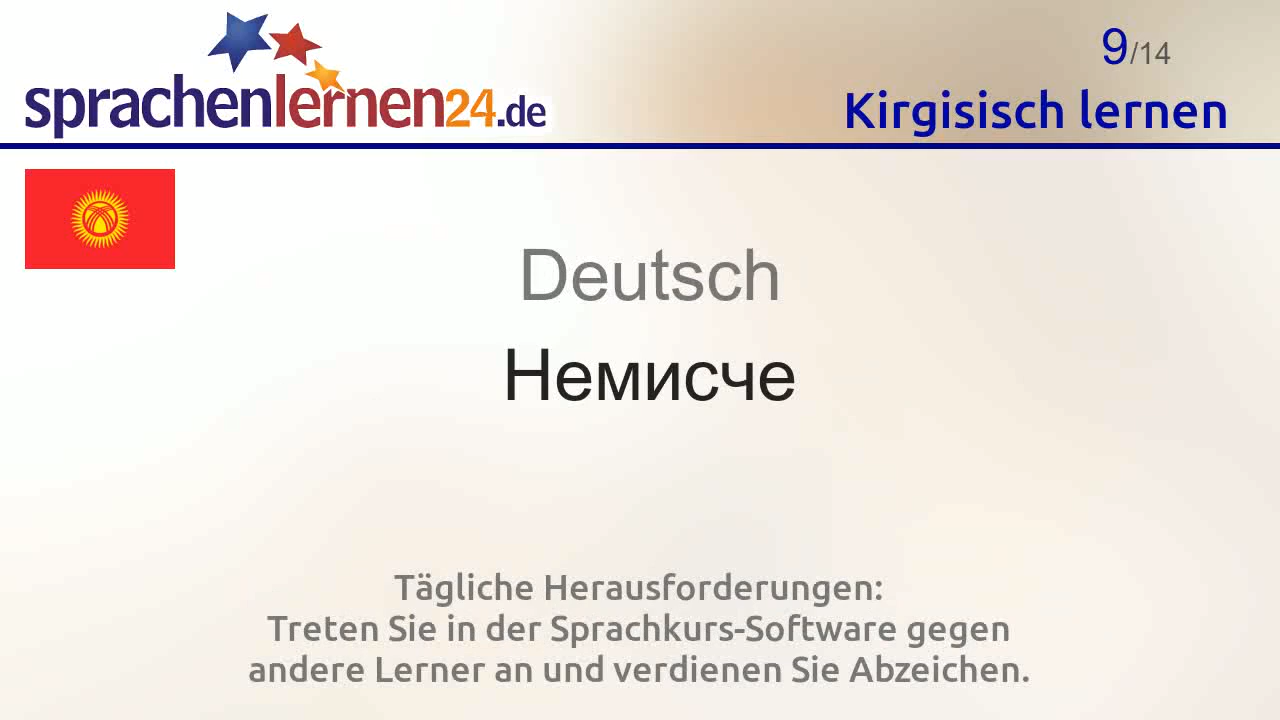 sprachenlernen24.de
9/14
Kirgisisch lernen
Deutsch
Немисче
Tägliche Herausforderungen:
Treten Sie in der Sprachkurs-Software gegen
andere Lerner an und verdienen Sie Abzeichen.